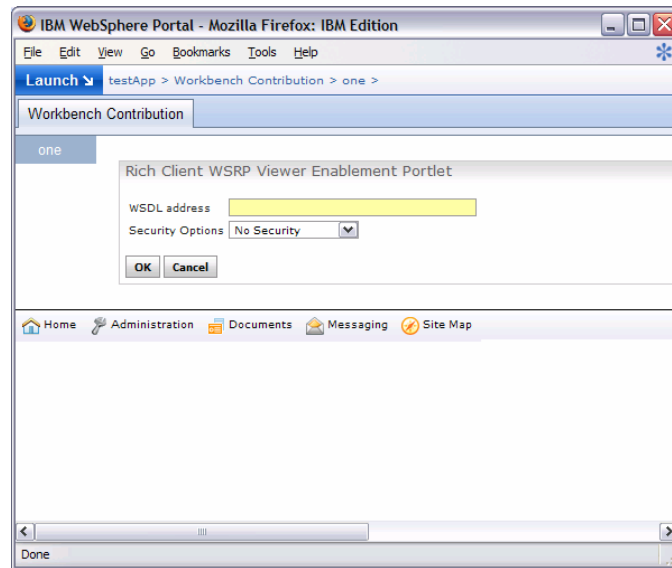 IBM WebSphere Portal - Mozilla Firefox: IBM Edition
File Edit View Go Bookmarks Tools Help
Launch testApp > Workbench Contribution > one >
Workbench Contribution
one
Rich Client WSRP Viewer Enablement Portlet
WSDL address
Security Options No Security
OK Cancel
Home Administration Documents Messaging Site Map
Done